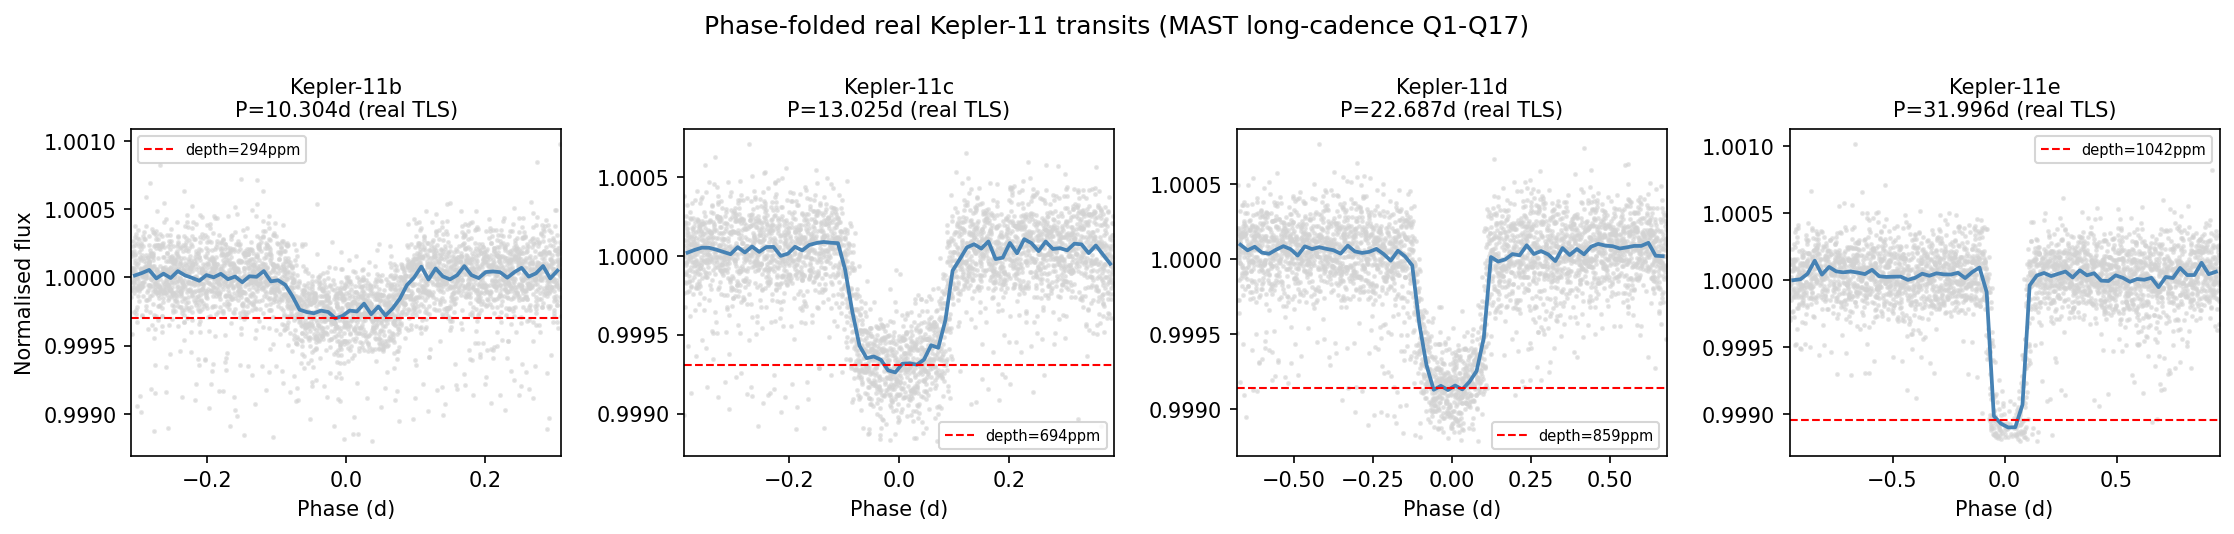 Phase-folded real Kepler-11 transits (MAST long-cadence Q1-Q17)
Kepler-11b
P=10.304d (real TLS)
Normalised flux
1.0010
1.0005
1.0000
0.9995
0.9990
depth=294ppm
−0.2
0.0
0.2
Phase (d)
Kepler-11c
P=13.025d (real TLS)
1.0005
1.0000
0.9995
0.9990
depth=694ppm
−0.2
0.0
0.2
Phase (d)
Kepler-11d
P=22.687d (real TLS)
1.0005
1.0000
0.9995
0.9990
depth=859ppm
−0.50
−0.25
0.00
0.25
0.50
Phase (d)
Kepler-11e
P=31.996d (real TLS)
1.0010
1.0005
1.0000
0.9995
0.9990
depth=1042ppm
−0.5
0.0
0.5
Phase (d)